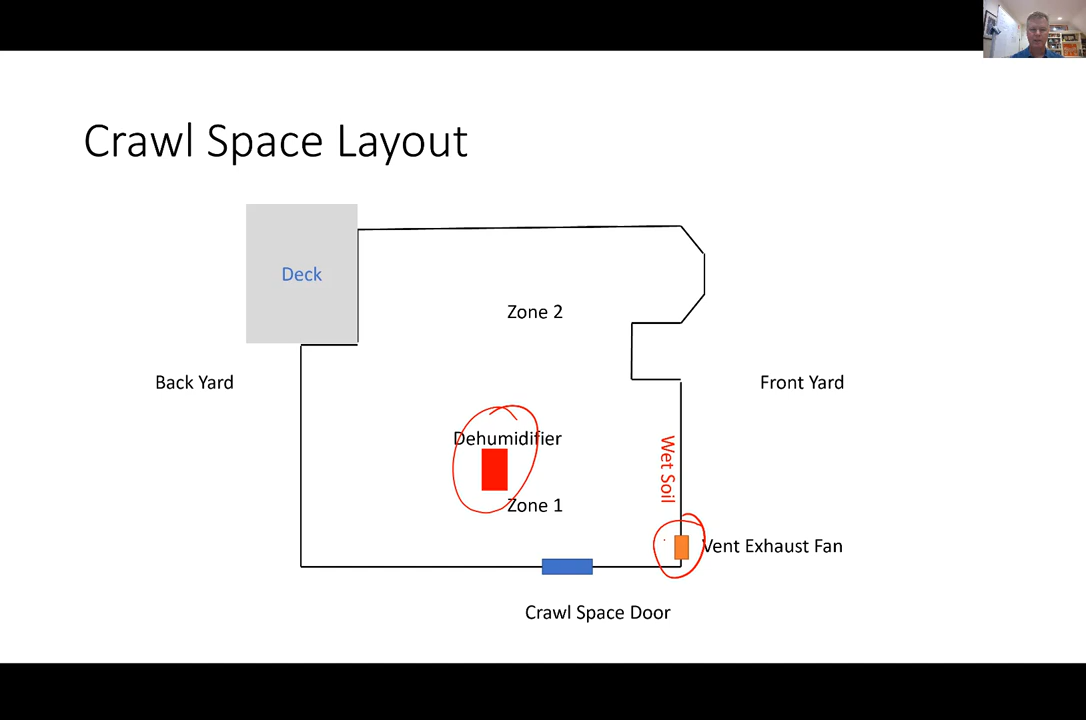 Crawl Space Layout
Deck
Zone 2
Back Yard
Front Yard
Dehumidifier
Wet Soil
Zone 1
Vent Exhaust Fan
Crawl Space Door